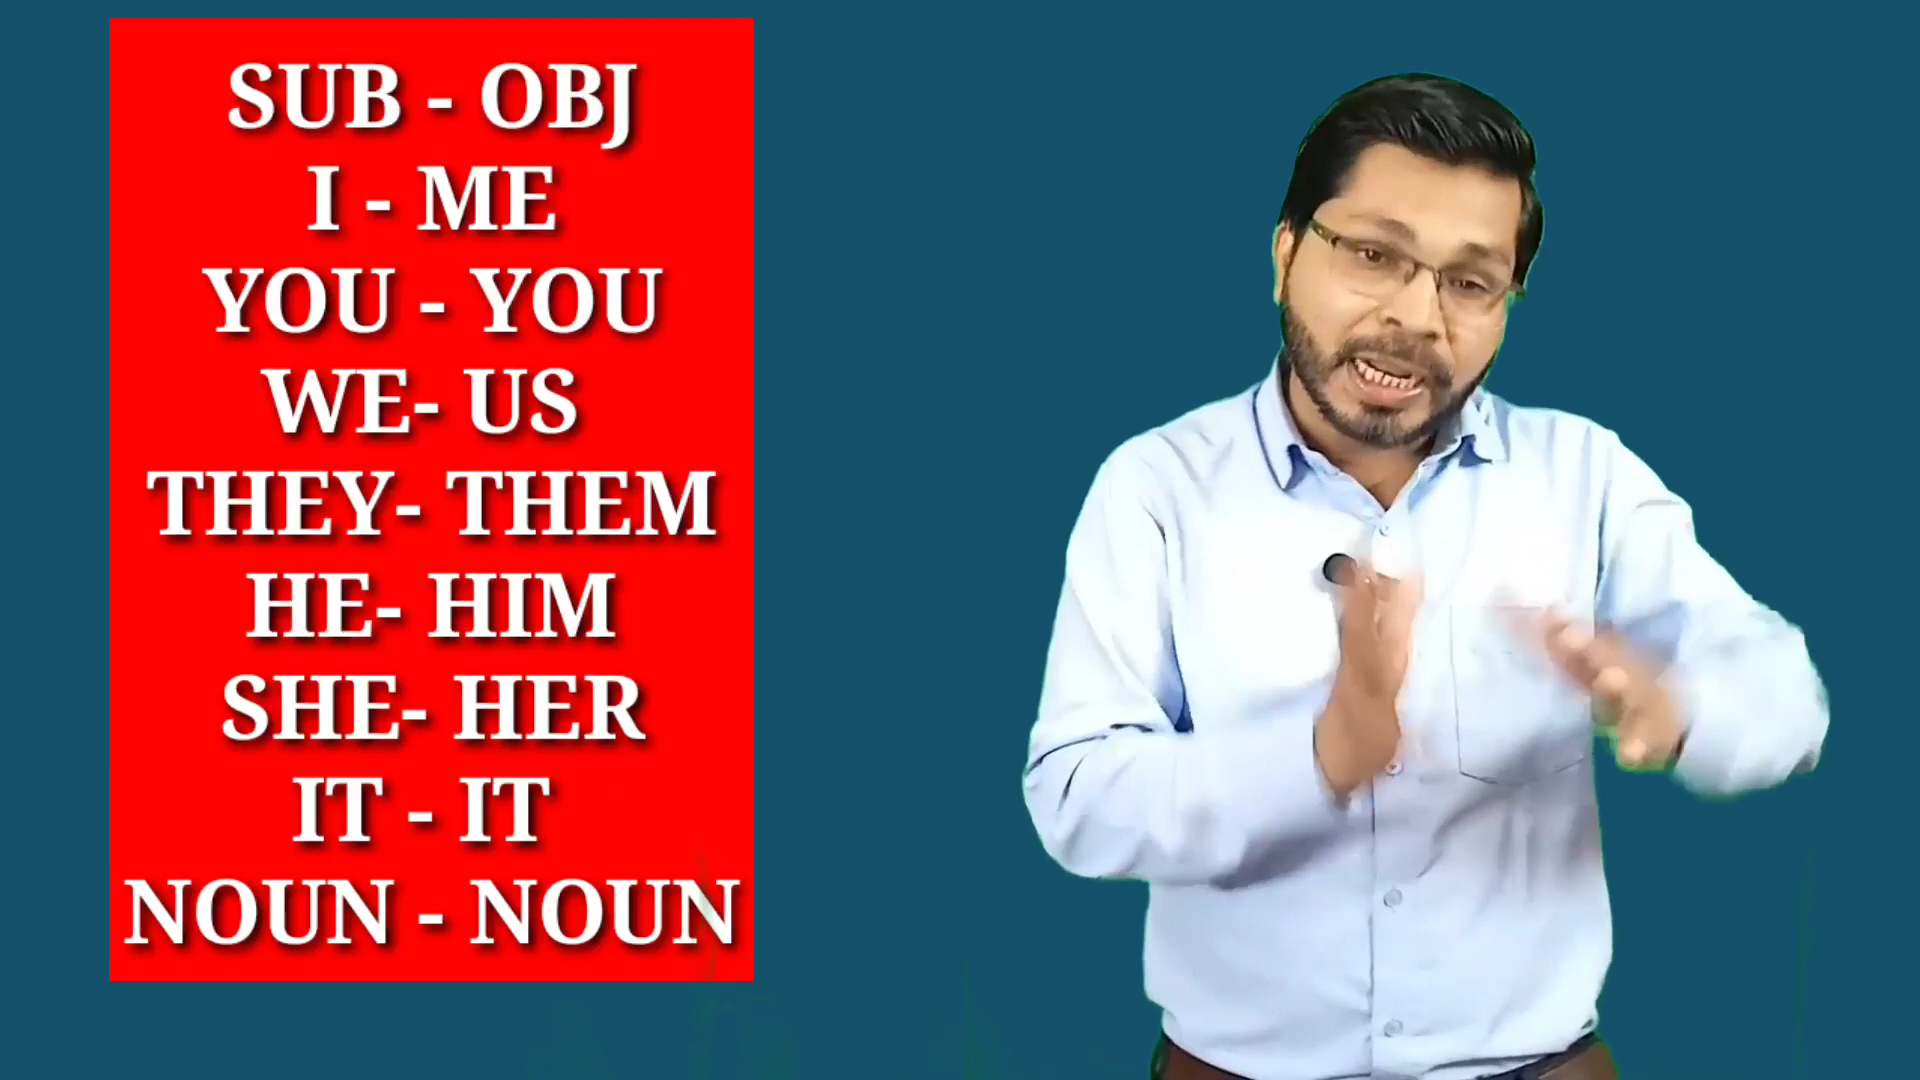 SUB - OBJ
I - ME
YOU - YOU
WE- US
THEY- THEM
HE- HIM
SHE- HER
IT - IT
NOUN - NOUN